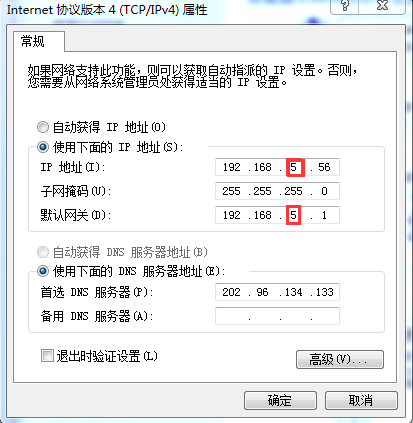 Internet 协议版本 4 (TCP/IPv4) 属性
常规
如果网络支持此功能，则可以获取自动指派的 IP 设置。否则，
您需要从网络系统管理员处获得适当的 IP 设置。
自动获得 IP 地址(O)
使用下面的 IP 地址(S):
IP 地址(I): 192 .168 . 5 . 56
子网掩码(U): 255 .255 .255 . 0
默认网关(D): 192 .168 . 5 . 1
自动获得 DNS 服务器地址(B)
使用下面的 DNS 服务器地址(E):
首选 DNS 服务器(P): 202 . 96 .134 .133
备用 DNS 服务器(A): . . .
退出时验证设置(L)
高级(V)...
确定 取消